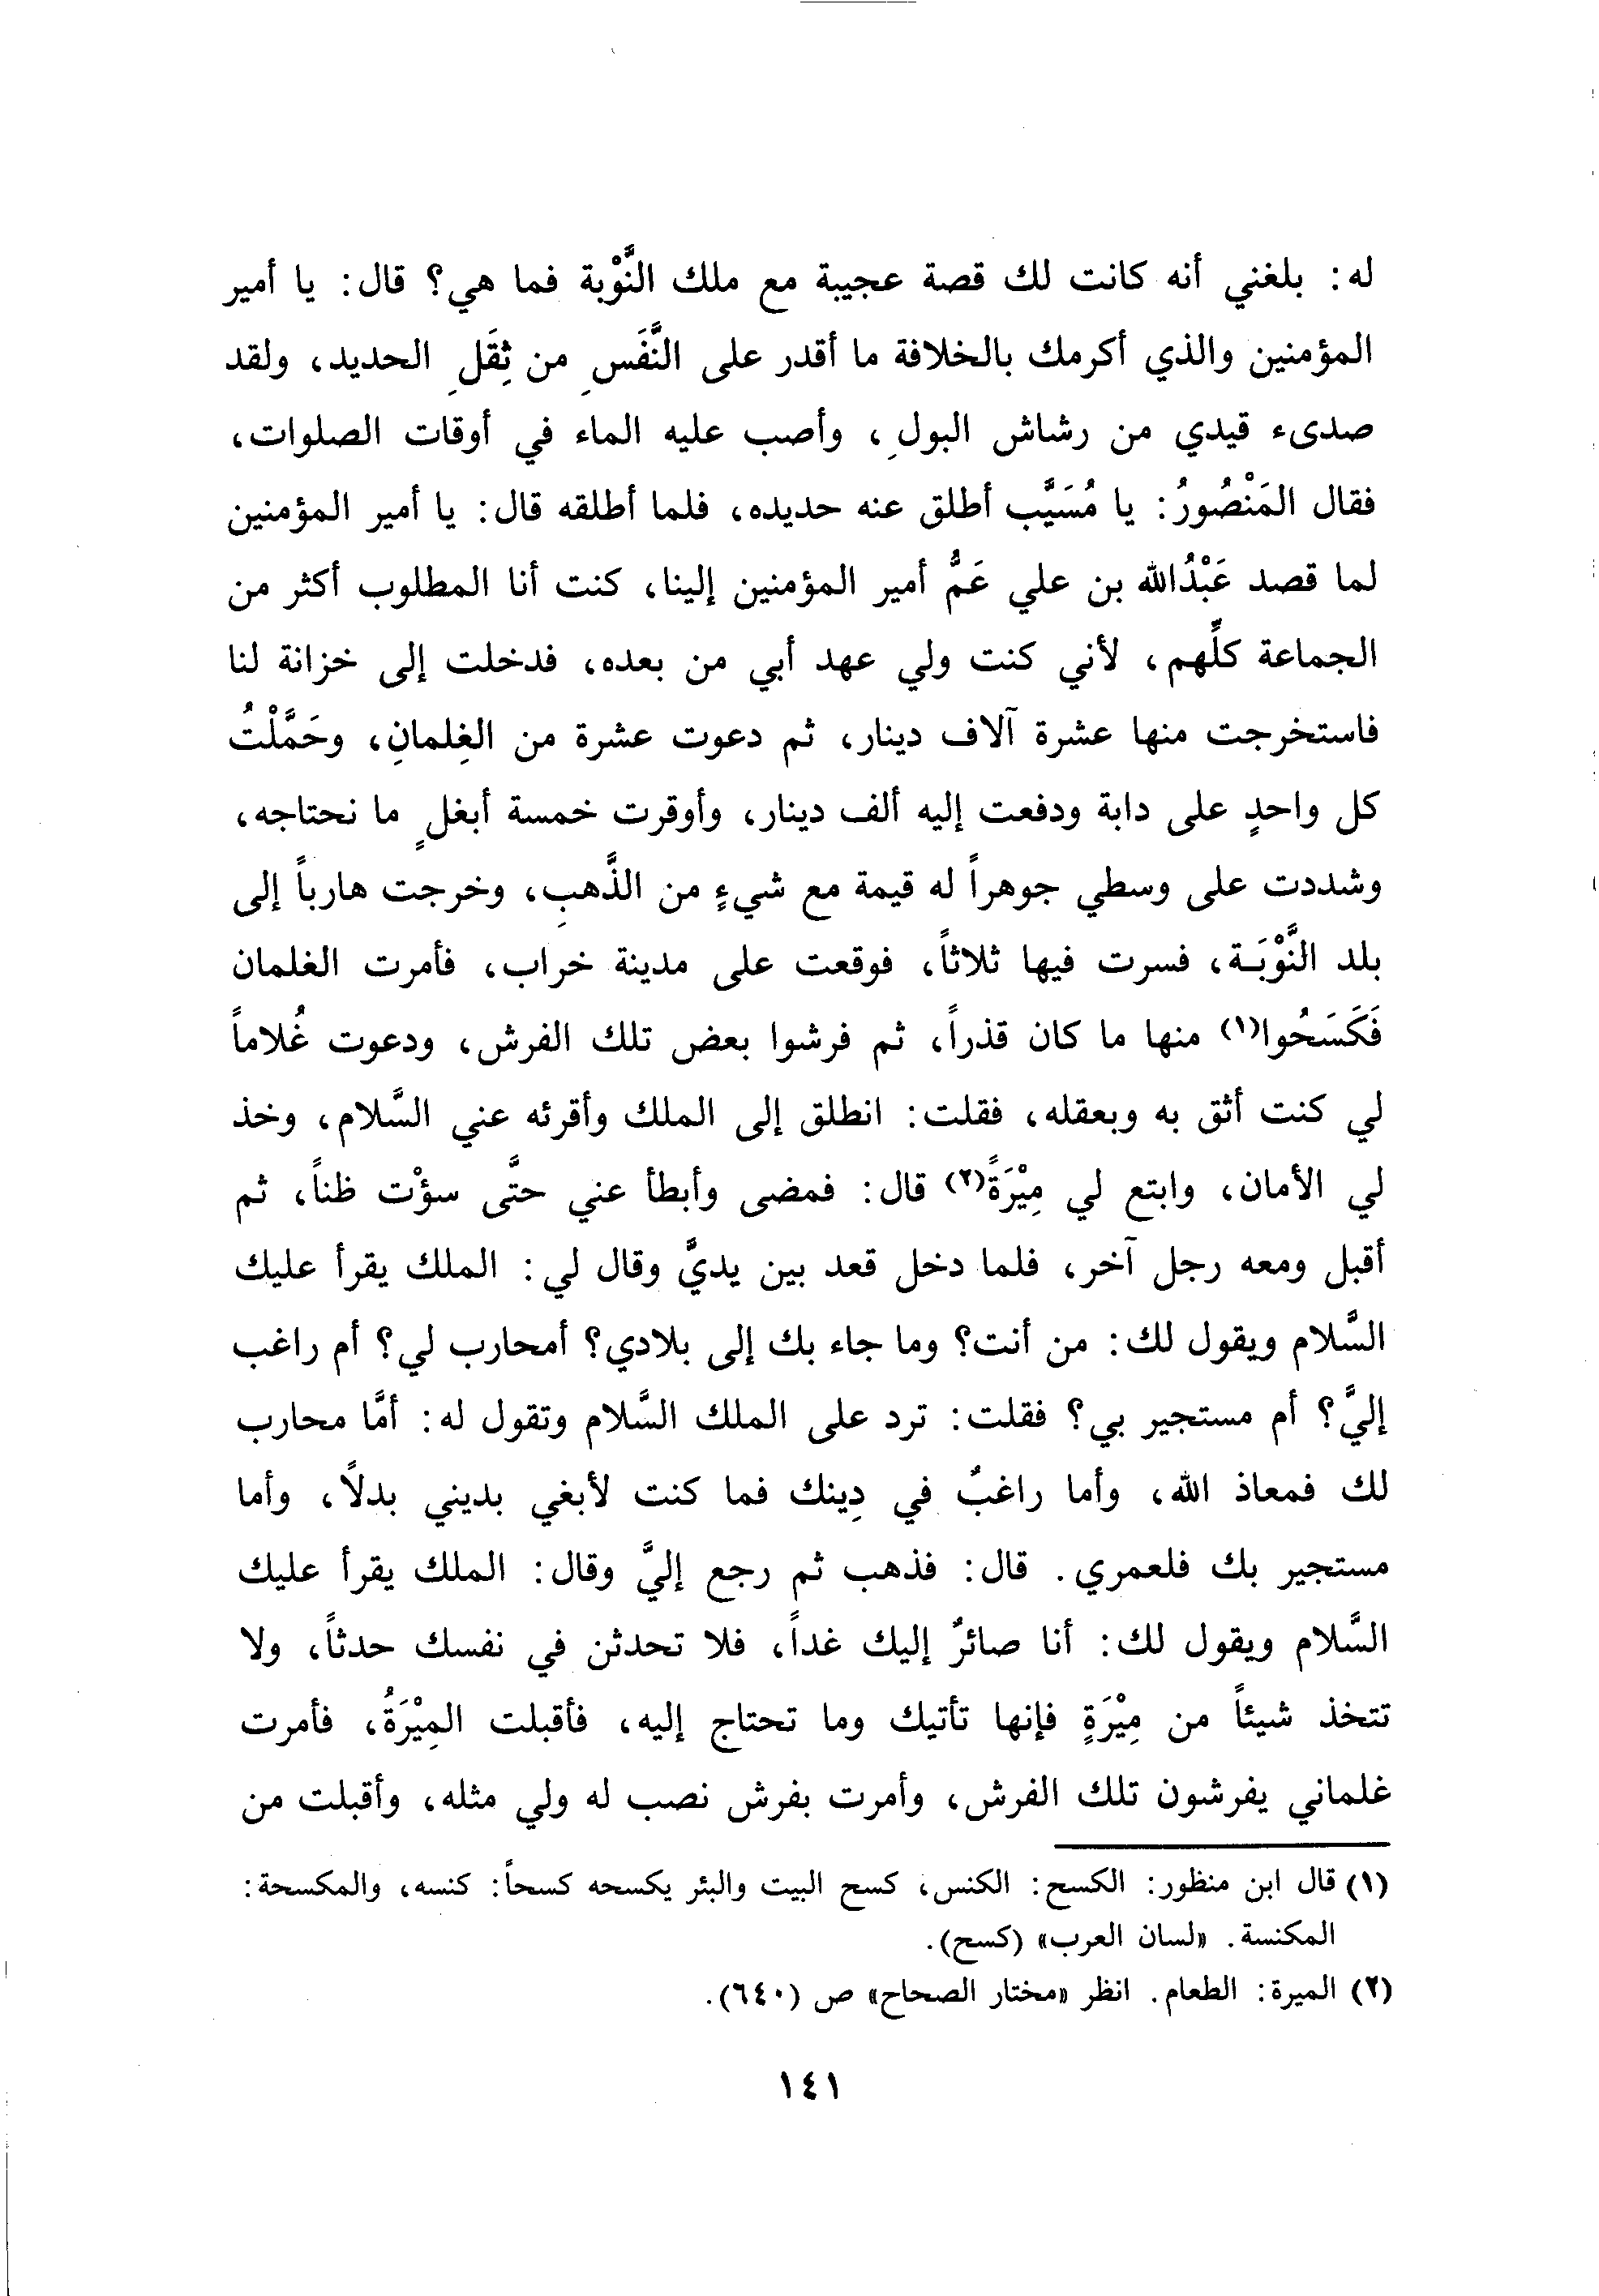 له: بلغني أنه كانت لك قصة عجيبة مع ملك النَّوْبة فما هي؟ قال: يا أمير
المؤمنين والذي أكرمك بالخلافة ما أقدر على النَّفَسِ من ثِقَلِ الحديد، ولقد
صدىء قيدي من رشاش البولِ، وأصب عليه الماء في أوقات الصلوات،
فقال المَنْصُورُ: يا مُسَيَّب أطلق عنه حديده، فلما أطلقه قال: يا أمير المؤمنين
لما قصد عَبْدُالله بن علي عَمُّ أمير المؤمنين إلينا، كنت أنا المطلوب أكثر من
الجماعة كلِّهم، لأني كنت ولي عهد أبي من بعده، فدخلت إلى خزانة لنا
فاستخرجت منها عشرة آلاف دينار، ثم دعوت عشرة من الغِلمانِ، وحَمَّلْتُ
كل واحدٍ على دابة ودفعت إليه ألف دينار، وأوقرت خمسة أبغلٍ ما نحتاجه،
وشددت على وسطي جوهراً له قيمة مع شيءٍ من الذَّهبِ، وخرجت هارباً إلى
بلد النَّوْبَـة، فسرت فيها ثلاثاً، فوقعت على مدينة خراب، فأمرت الغلمان
فَكَسَحُوا(١) منها ما كان قذراً، ثم فرشوا بعض تلك الفرش، ودعوت غُلاماً
لي كنت أثق به وبعقله، فقلت: انطلق إلى الملك وأقرئه عني السَّلام، وخذ
لي الأمان، وابتع لي مِيْرَةً(٢) قال: فمضى وأبطأ عني حتَّى سؤْت ظناً، ثم
أقبل ومعه رجل آخر، فلما دخل قعد بين يديَّ وقال لي: الملك يقرأ عليك
السَّلام ويقول لك: من أنت؟ وما جاء بك إلى بلادي؟ أمحارب لي؟ أم راغب
إليَّ؟ أم مستجير بي؟ فقلت: ترد على الملك السَّلام وتقول له: أمَّا محارب
لك فمعاذ الله، وأما راغبٌ في دِينك فما كنت لأبغي بديني بدلًا، وأما
مستجير بك فلعمري. قال: فذهب ثم رجع إليَّ وقال: الملك يقرأ عليك
السَّلام ويقول لك: أنا صائرٌ إليك غداً، فلا تحدثن في نفسك حدثاً، ولا
تتخذ شيئاً من مِيْرَةٍ فإنها تأتيك وما تحتاج إليه، فأقبلت المِيْرَةُ، فأمرت
غلماني يفرشون تلك الفرش، وأمرت بفرش نصب له ولي مثله، وأقبلت من
(١) قال ابن منظور: الكسح: الكنس، كسح البيت والبئر يكسحه كسحاً: كنسه، والمكسحة:
المكنسة. «لسان العرب» (كسح).
(٢) الميرة: الطعام. انظر «مختار الصحاح» ص (٦٤٠).
١٤١